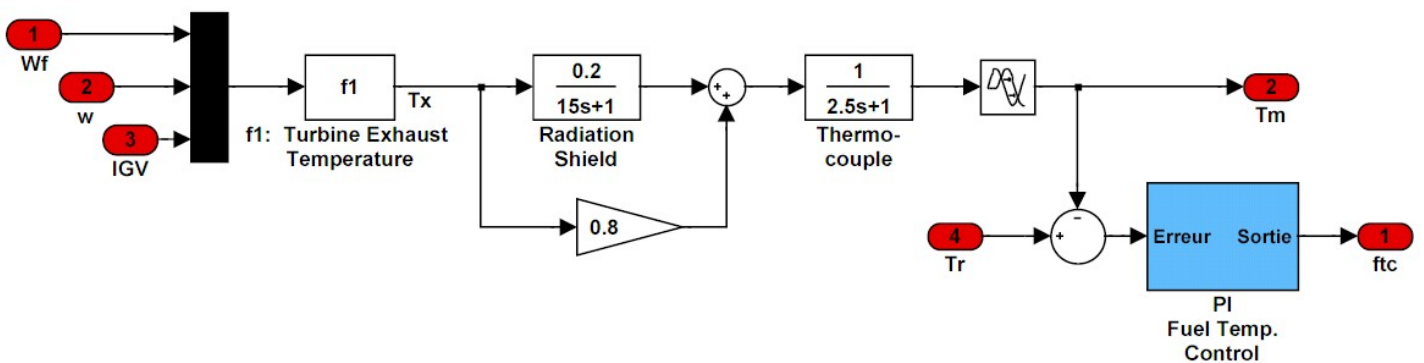 1
Wf
2
w
3
IGV
f1
f1: Turbine Exhaust
Temperature
Tx
0.2
15s+1
Radiation
Shield
0.8
+
+
1
2.5s+1
Thermo-
couple
2
Tm
4
Tr
+
-
Erreur Sortie
PI
Fuel Temp.
Control
1
ftc